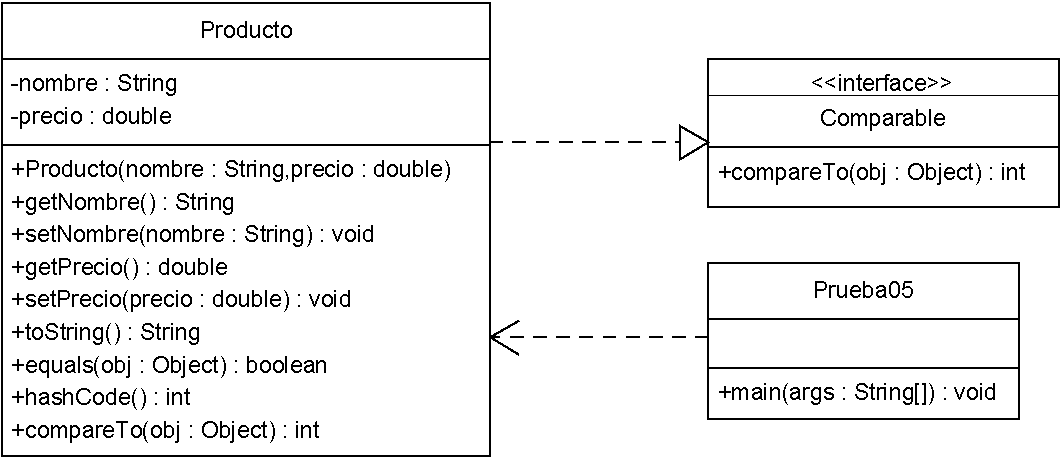 Producto
-nombre : String
-precio : double
+Producto(nombre : String,precio : double)
+getNombre() : String
+setNombre(nombre : String) : void
+getPrecio() : double
+setPrecio(precio : double) : void
+toString() : String
+equals(obj : Object) : boolean
+hashCode() : int
+compareTo(obj : Object) : int
<<interface>>
Comparable
+compareTo(obj : Object) : int
Prueba05
+main(args : String[]) : void